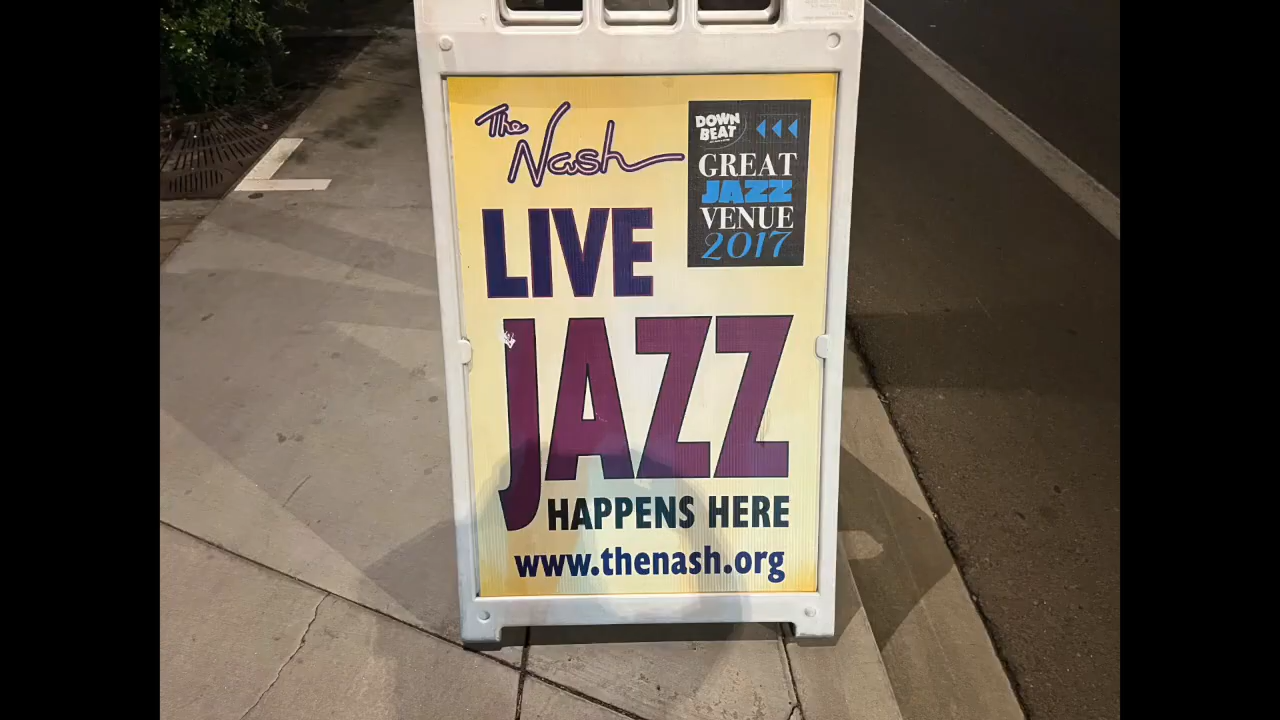 The
Nash
DOWN
BEAT
GREAT
JAZZ
VENUE
2017
LIVE
JAZZ
HAPPENS HERE
www.thenash.org